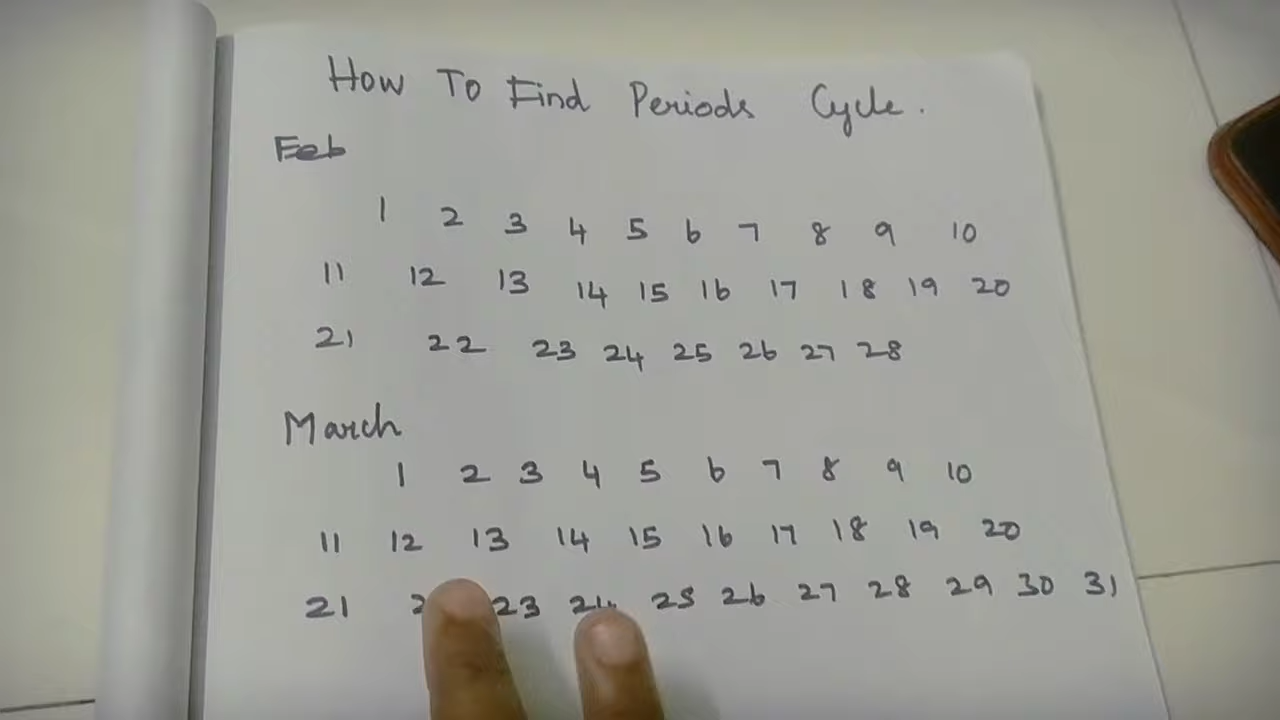 How To Find Periods Cycle.
Feb
1 2 3 4 5 6 7 8 9 10
11 12 13 14 15 16 17 18 19 20
21 22 23 24 25 26 27 28
March
1 2 3 4 5 6 7 8 9 10
11 12 13 14 15 16 17 18 19 20
21 23 24 25 26 27 28 29 30 31